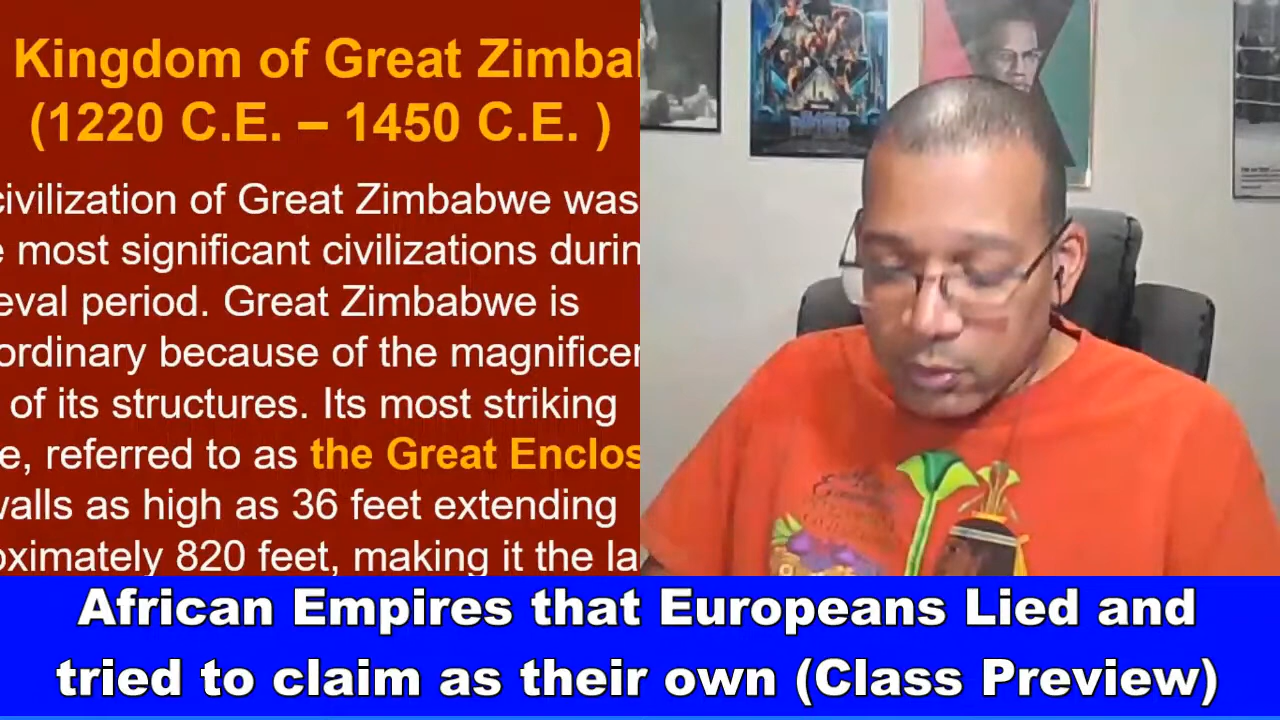 Kingdom of Great Zimbal
(1220 C.E. – 1450 C.E. )
civilization of Great Zimbabwe was
e most significant civilizations durin
eval period. Great Zimbabwe is
ordinary because of the magnificen
of its structures. Its most striking
e, referred to as the Great Enclos
walls as high as 36 feet extending
oximately 820 feet, making it the la
African Empires that Europeans Lied and
tried to claim as their own (Class Preview)